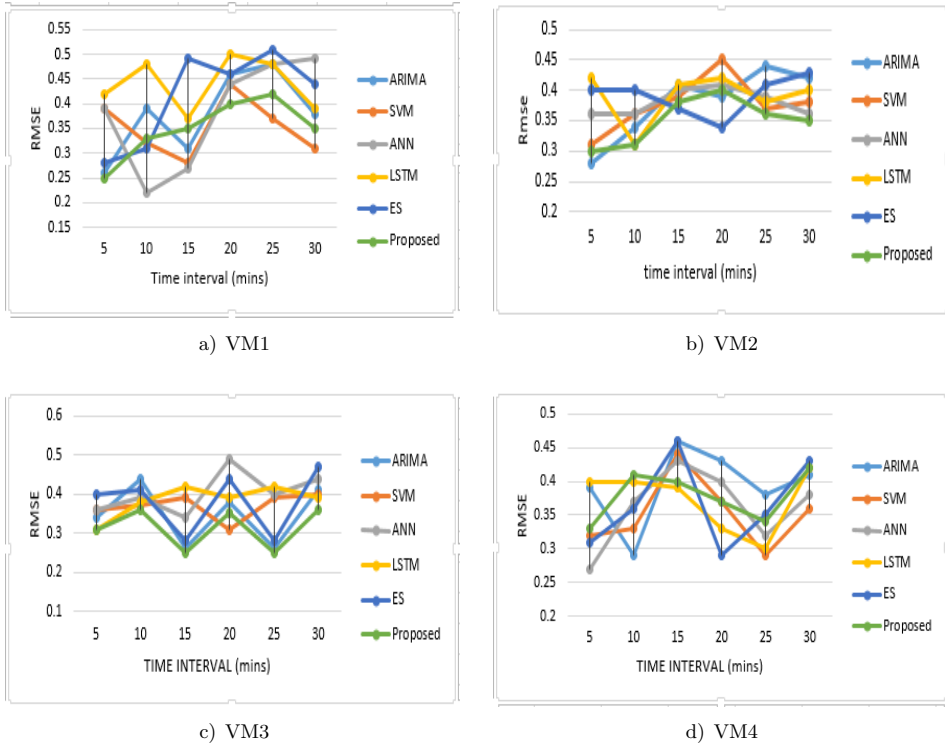 0.55
0.5
0.45
0.4
0.35
0.3
0.25
0.2
0.15
RMSE
5 10 15 20 25 30
Time interval (mins)
ARIMA
SVM
ANN
LSTM
ES
Proposed
a) VM1
0.5
0.45
0.4
0.35
0.3
0.25
0.2
Rmse
5 10 15 20 25 30
time interval (mins)
ARIMA
SVM
ANN
LSTM
ES
Proposed
b) VM2
0.6
0.5
0.4
0.3
0.2
0.1
RMSE
5 10 15 20 25 30
TIME INTERVAL (mins)
ARIMA
SVM
ANN
LSTM
ES
Proposed
c) VM3
0.5
0.45
0.4
0.35
0.3
0.25
0.2
RMSE
5 10 15 20 25 30
TIME INTERVAL (mins)
ARIMA
SVM
ANN
LSTM
ES
Proposed
d) VM4